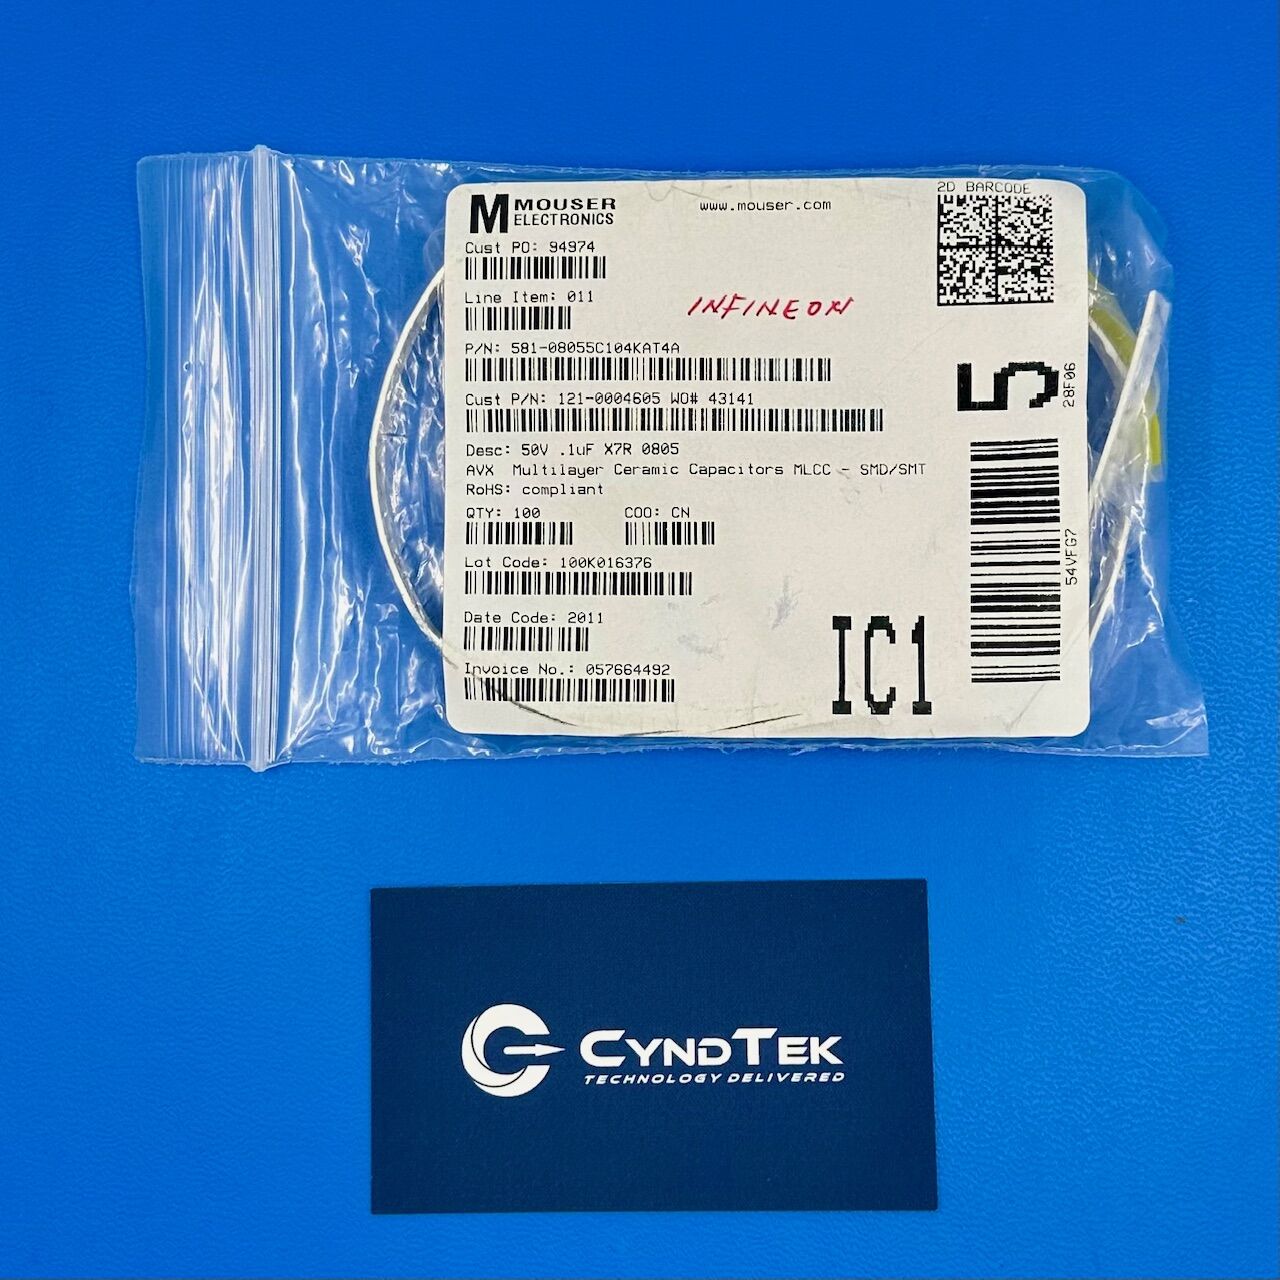 MOUSER
ELECTRONICS
www.mouser.com
2D BARCODE
Cust PO: 94974
Line Item: 011
INFINEON
P/N: 581-08055C104KAT4A
Cust P/N: 121-0004605 WO# 43141
Desc: 50V .1uF X7R 0805
AVX Multilayer Ceramic Capacitors MLCC - SMD/SMT
RoHS: compliant
QTY: 100 COO: CN
Lot Code: 100K016376
Date Code: 2011
Invoice No.: 057664492
5
28F06
54VFG7
IC1
CYNDTEK
TECHNOLOGY DELIVERED